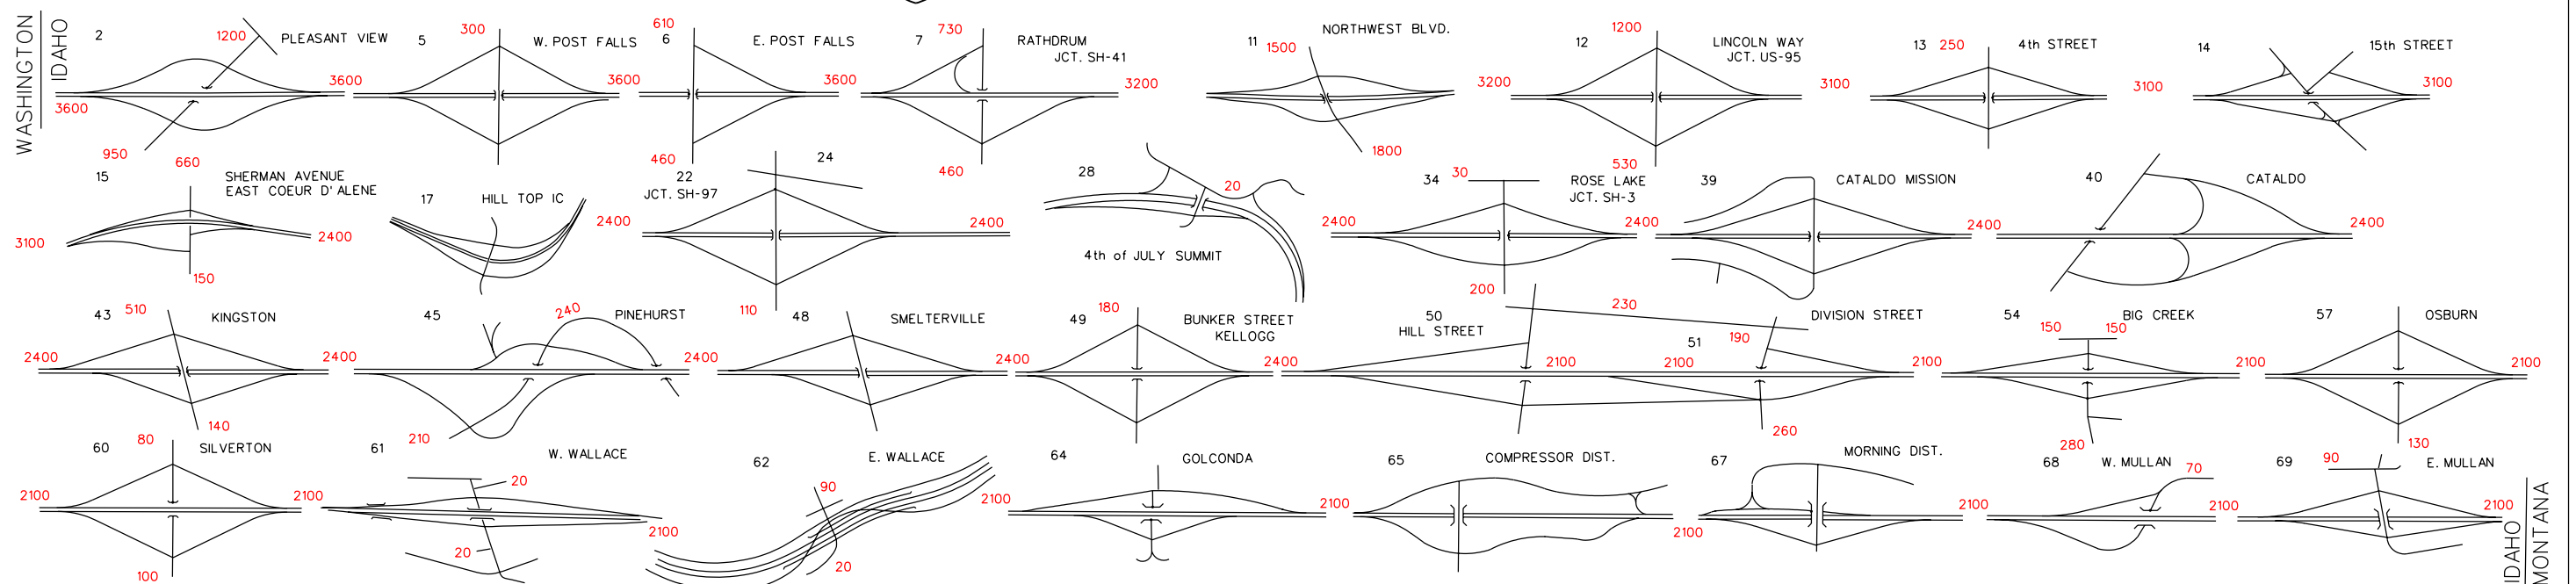 WASHINGTON
IDAHO
2
1200
PLEASANT VIEW
3600
950
3600
5
300
W. POST FALLS
3600
610
6
E. POST FALLS
460
3600
7
730
RATHDRUM
JCT. SH-41
460
3200
11
1500
NORTHWEST BLVD.
1800
3200
12
1200
LINCOLN WAY
JCT. US-95
530
3100
13
250
4th STREET
3100
14
15th STREET
3100
15
660
SHERMAN AVENUE
EAST COEUR D'ALENE
3100
150
2400
17
HILL TOP IC
2400
22
JCT. SH-97
24
110
2400
28
20
4th of JULY SUMMIT
2400
34
30
ROSE LAKE
JCT. SH-3
200
2400
39
CATALDO MISSION
2400
40
CATALDO
2400
43
510
KINGSTON
2400
140
2400
45
240
PINEHURST
210
2400
48
SMELTERVILLE
2400
49
180
BUNKER STREET
KELLOGG
2400
50
HILL STREET
230
2100
2100
51
190
DIVISION STREET
260
2100
54
150
150
BIG CREEK
280
2100
57
OSBURN
130
2100
60
80
SILVERTON
2100
100
2100
61
W. WALLACE
20
20
2100
62
E. WALLACE
90
20
2100
64
GOLCONDA
2100
65
COMPRESSOR DIST.
2100
67
MORNING DIST.
2100
68
W. MULLAN
70
2100
69
90
E. MULLAN
2100
IDAHO
MONTANA